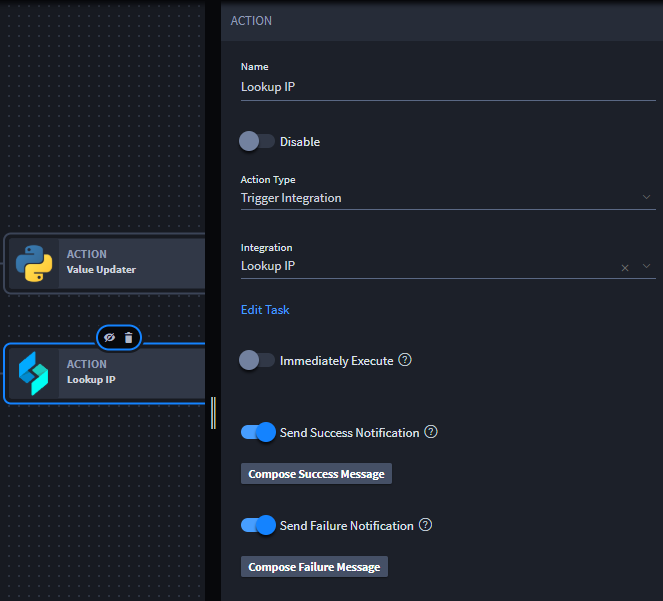 ACTION
Name
Lookup IP
Disable
Action Type
Trigger Integration
Integration
Lookup IP
Edit Task
Immediately Execute
Send Success Notification
Compose Success Message
Send Failure Notification
Compose Failure Message
ACTION
Value Updater
ACTION
Lookup IP